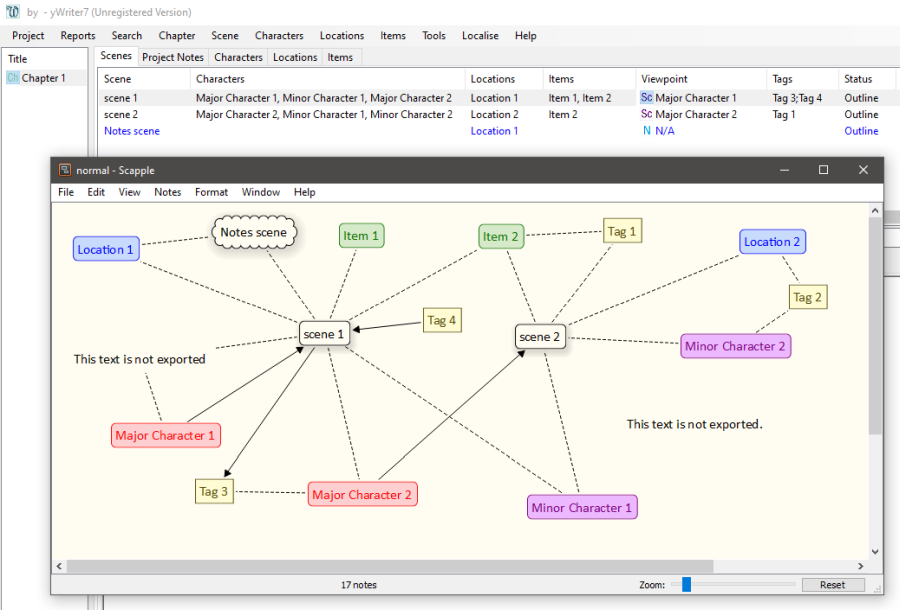 by - yWriter7 (Unregistered Version)
Project Reports Search Chapter Scene Characters Locations Items Tools Localise Help
Title
Ch Chapter 1
Scenes Project Notes Characters Locations Items
Scene Characters Locations Items Viewpoint Tags Status
scene 1 Major Character 1, Minor Character 1, Major Character 2 Location 1 Item 1, Item 2 Sc Major Character 1 Tag 3;Tag 4 Outline
scene 2 Major Character 2, Minor Character 1, Minor Character 2 Location 2 Item 2 Sc Major Character 2 Tag 1 Outline
Notes scene Location 1 N N/A Outline
normal - Scapple
File Edit View Notes Format Window Help
Location 1
Notes scene
Item 1
Item 2
Tag 1
Location 2
Tag 2
Tag 4
scene 1
scene 2
Minor Character 2
This text is not exported
Major Character 1
This text is not exported.
Tag 3
Major Character 2
Minor Character 1
17 notes
Zoom:
Reset